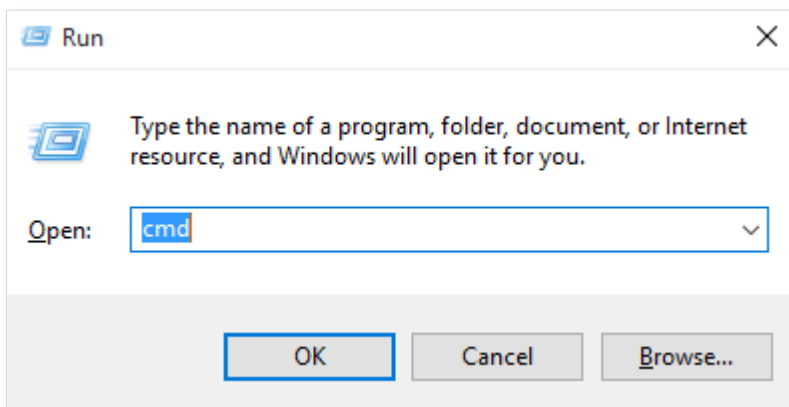 Run
Type the name of a program, folder, document, or Internet
resource, and Windows will open it for you.
Open: cmd
OK Cancel Browse...